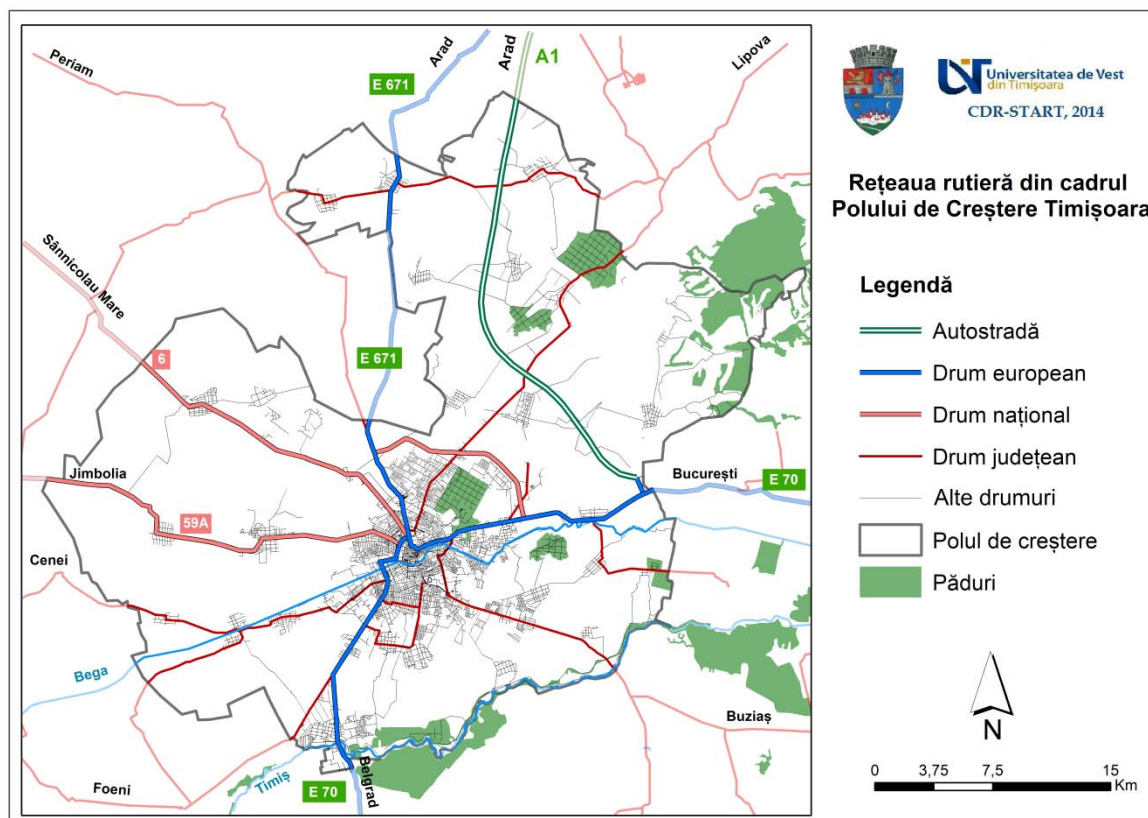 Periam
E 671
Arad
Arad
A1
Lipova
Sânnicolau Mare
6
E 671
Jimbolia
București
E 70
59A
Cenei
Bega
Buziaș
Foeni
Timiș
Belgrad
E 70
UVT
Universitatea de Vest
din Timișoara
CDR-START, 2014
Rețeaua rutieră din cadrul
Polului de Creștere Timișoara
Legendă
Autostradă
Drum european
Drum național
Drum județean
Alte drumuri
Polul de creștere
Păduri
N
0 3,75 7,5 15
Km